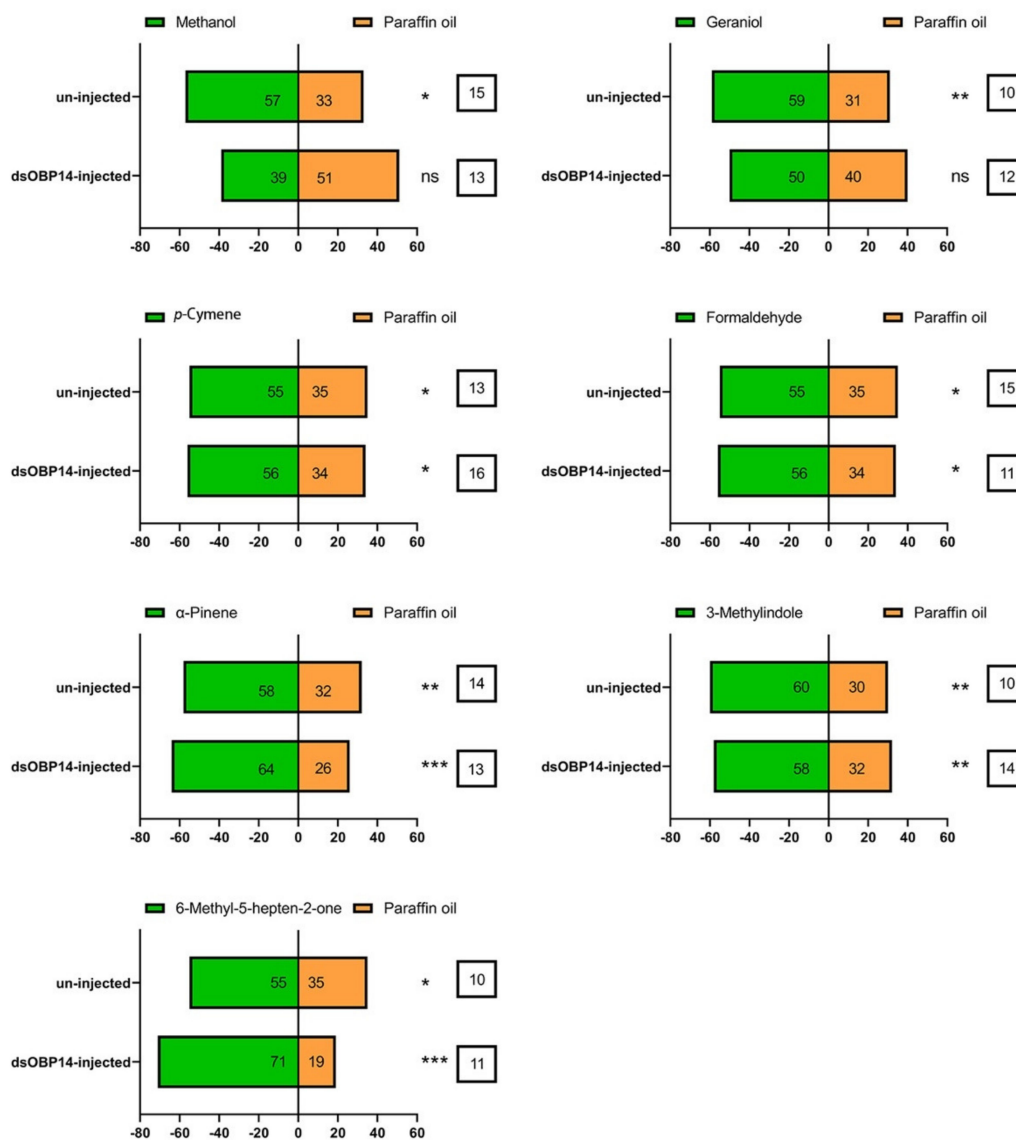 Methanol Paraffin oil
un-injected 57 33 * 15
dsOBP14-injected 39 51 ns 13
-80 -60 -40 -20 0 20 40 60
Geraniol Paraffin oil
un-injected 59 31 ** 10
dsOBP14-injected 50 40 ns 12
-80 -60 -40 -20 0 20 40 60
p-Cymene Paraffin oil
un-injected 55 35 * 13
dsOBP14-injected 56 34 * 16
-80 -60 -40 -20 0 20 40 60
Formaldehyde Paraffin oil
un-injected 55 35 * 15
dsOBP14-injected 56 34 * 11
-80 -60 -40 -20 0 20 40 60
α-Pinene Paraffin oil
un-injected 58 32 ** 14
dsOBP14-injected 64 26 *** 13
-80 -60 -40 -20 0 20 40 60
3-Methylindole Paraffin oil
un-injected 60 30 ** 10
dsOBP14-injected 58 32 ** 14
-80 -60 -40 -20 0 20 40 60
6-Methyl-5-hepten-2-one Paraffin oil
un-injected 55 35 * 10
dsOBP14-injected 71 19 *** 11
-80 -60 -40 -20 0 20 40 60